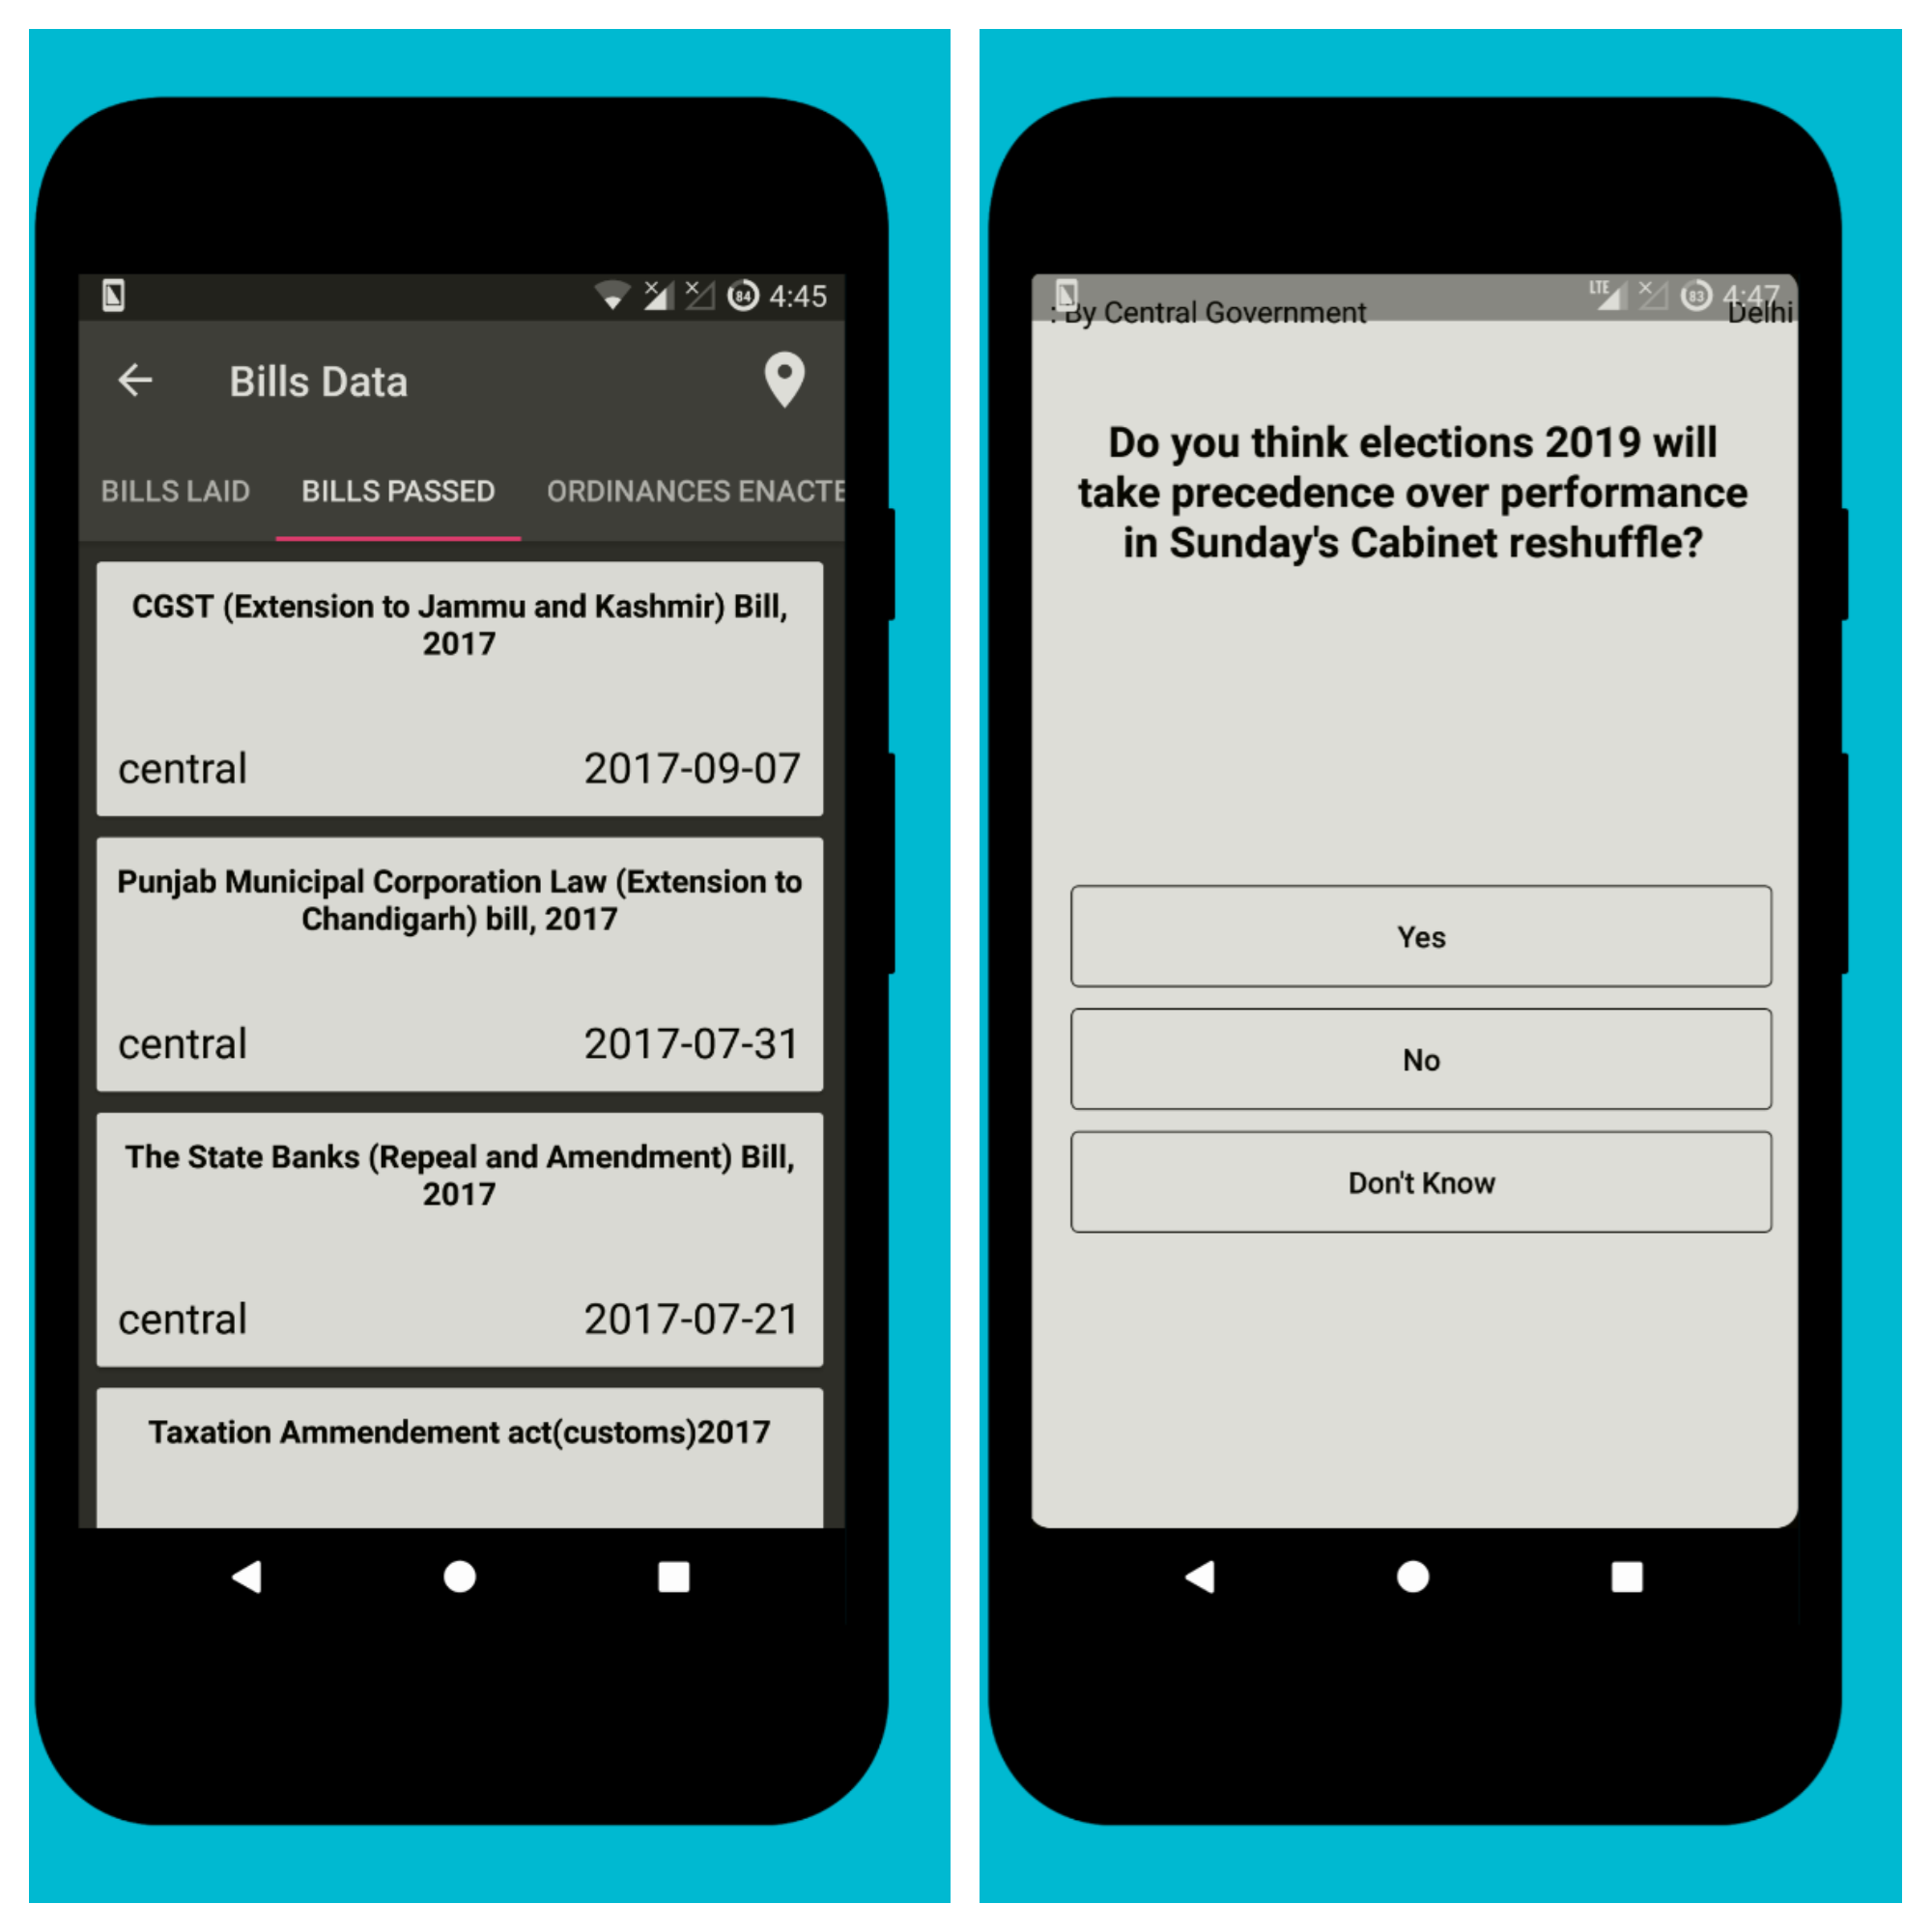 84 4:45
Bills Data
BILLS LAID BILLS PASSED ORDINANCES ENACTE
CGST (Extension to Jammu and Kashmir) Bill,
2017
central 2017-09-07
Punjab Municipal Corporation Law (Extension to
Chandigarh) bill, 2017
central 2017-07-31
The State Banks (Repeal and Amendment) Bill,
2017
central 2017-07-21
Taxation Ammendement act(customs)2017
LTE 83 4:47
: By Central Government Delhi
Do you think elections 2019 will
take precedence over performance
in Sunday's Cabinet reshuffle?
Yes
No
Don't Know